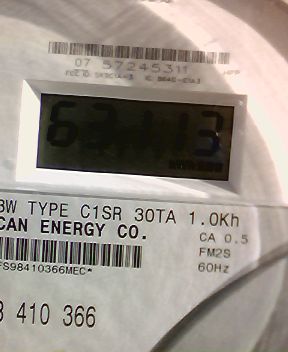 07 57245311
63113
3W TYPE C1SR 30TA 1.0Kh
CAN ENERGY CO.
CA 0.5
FM2S
60Hz
FS98410366MEC*
8 410 366